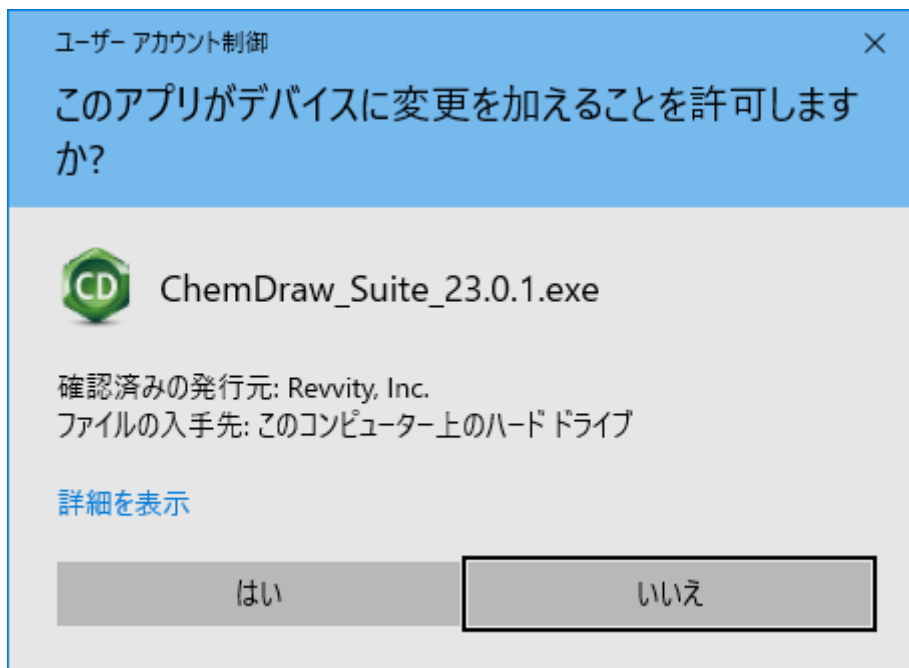 ユーザー アカウント制御
このアプリがデバイスに変更を加えることを許可します
か?
CD
ChemDraw_Suite_23.0.1.exe
確認済みの発行元: Revvity, Inc.
ファイルの入手先: このコンピューター上のハード ドライブ
詳細を表示
はい
いいえ